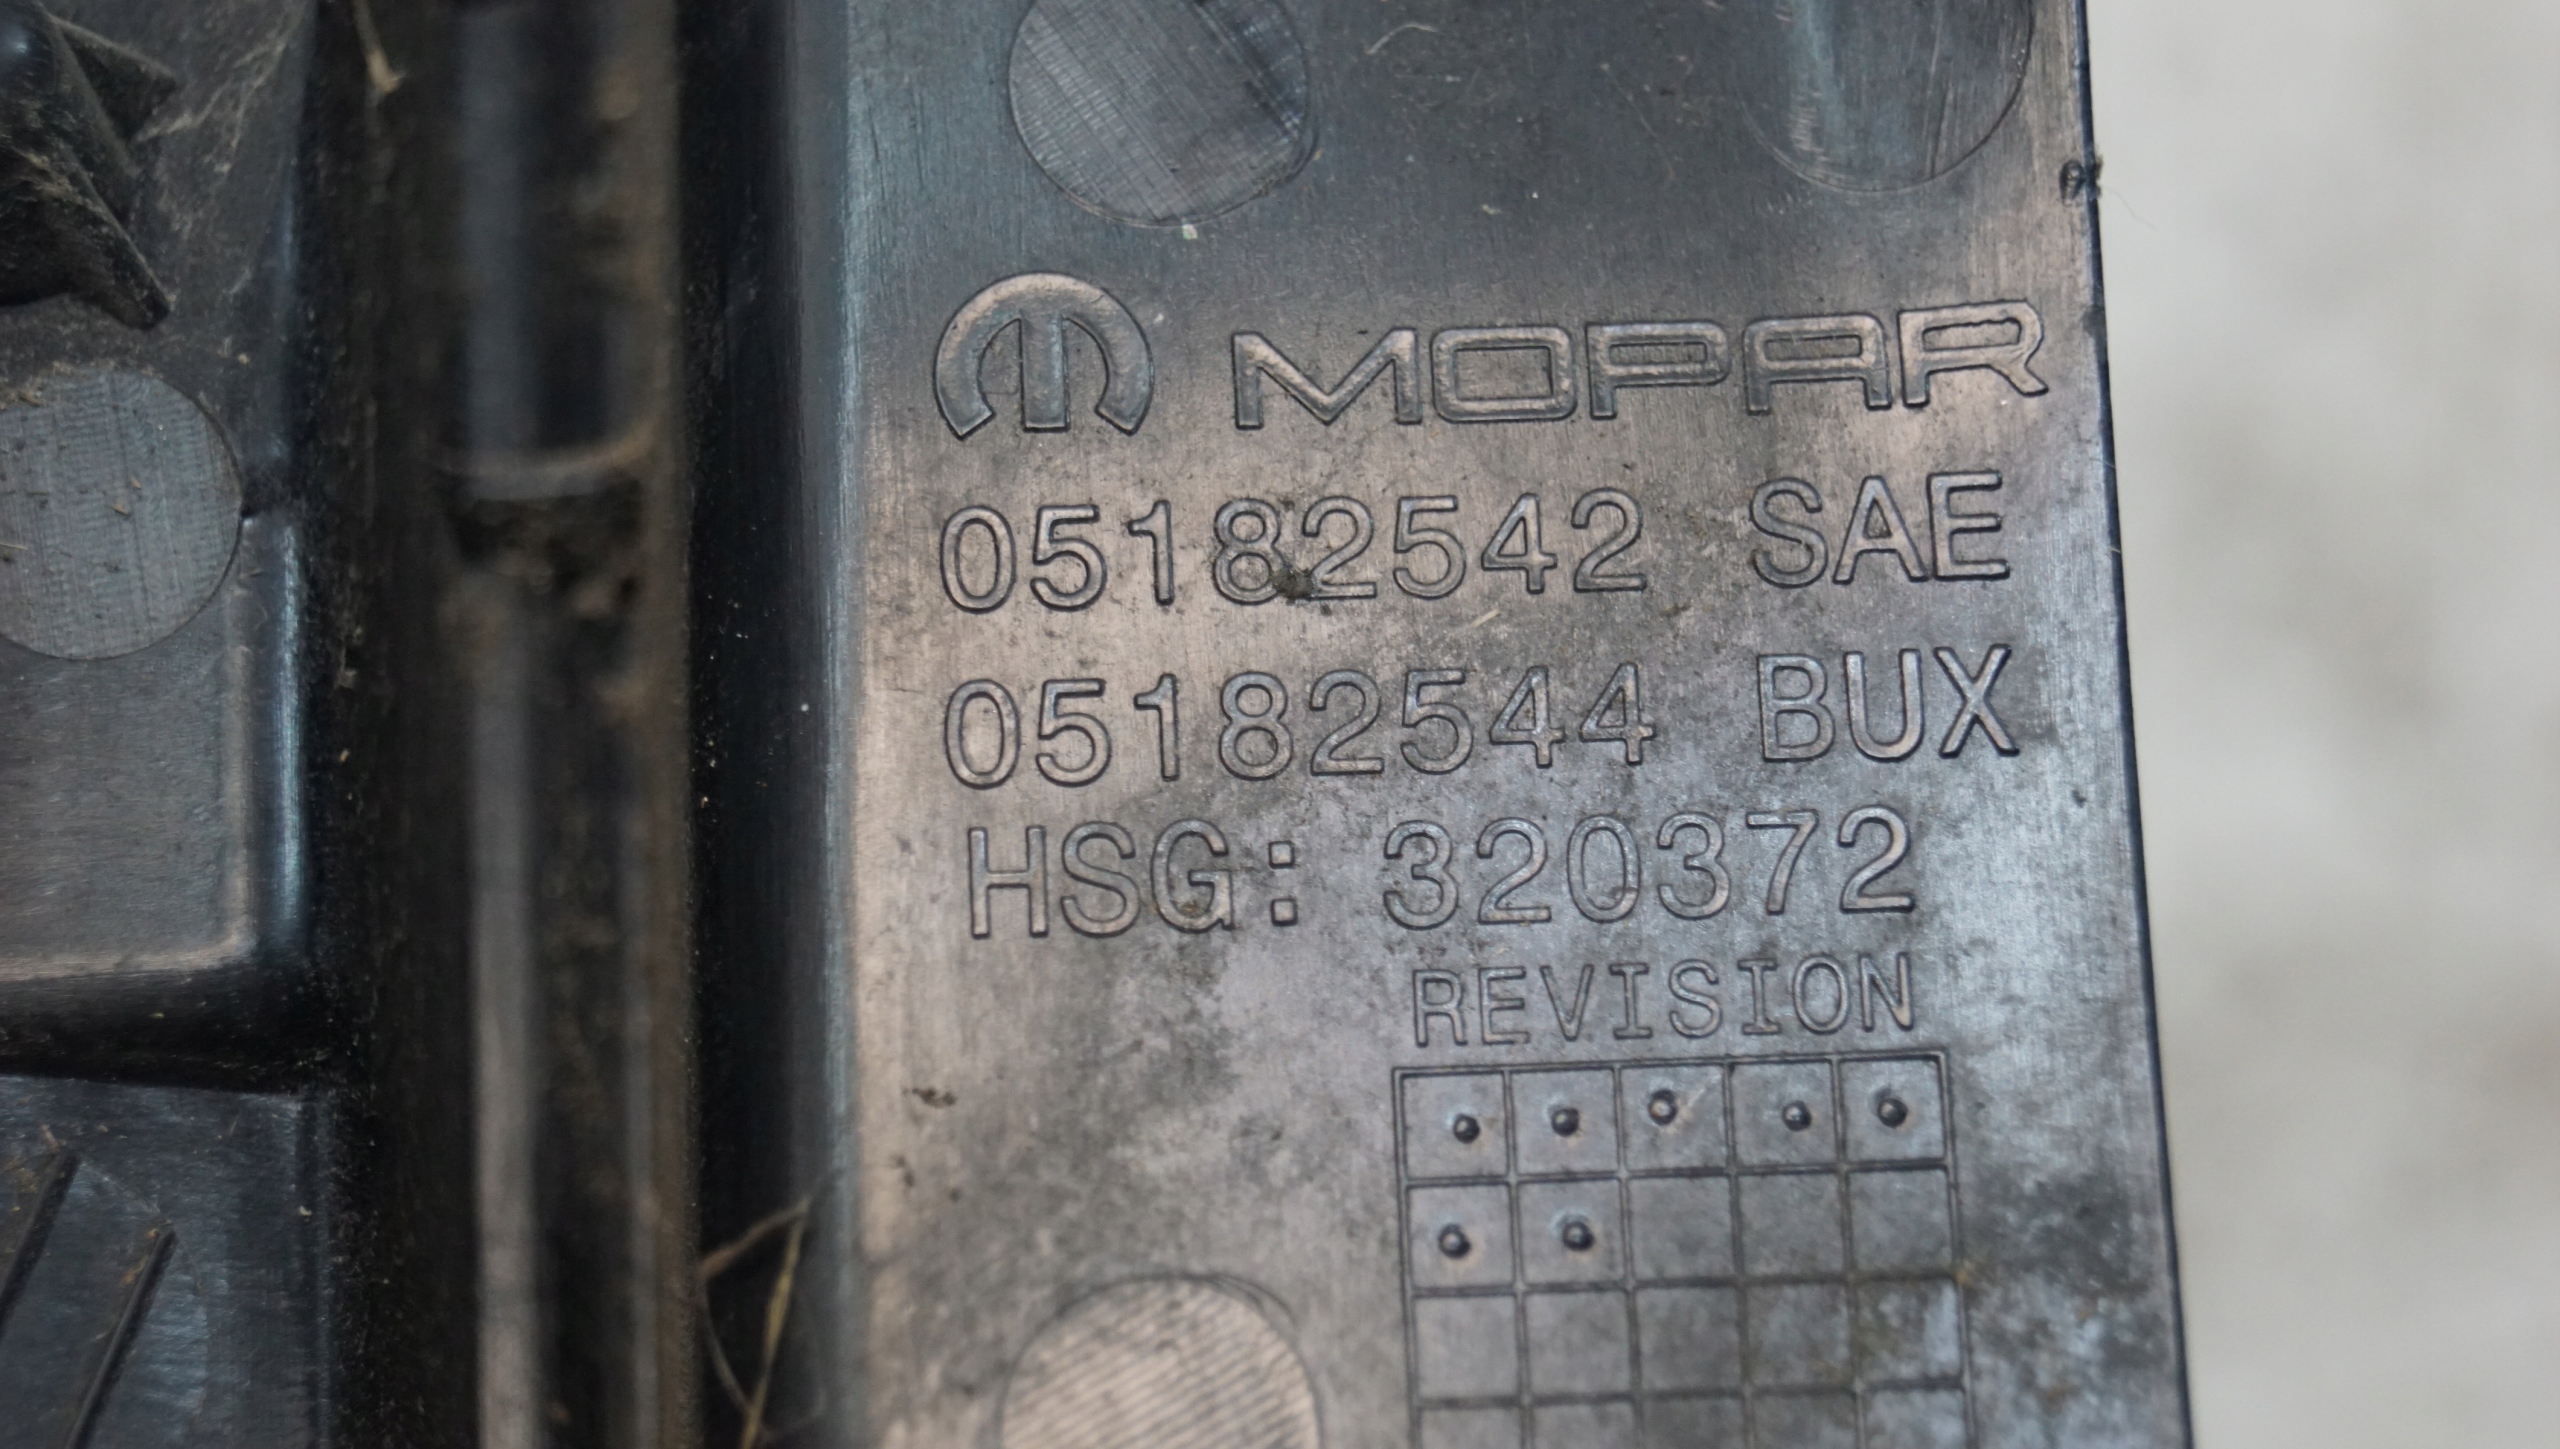 MOPAR
05182542 SAE
05182544 BUX
HSG: 320372
REVISION